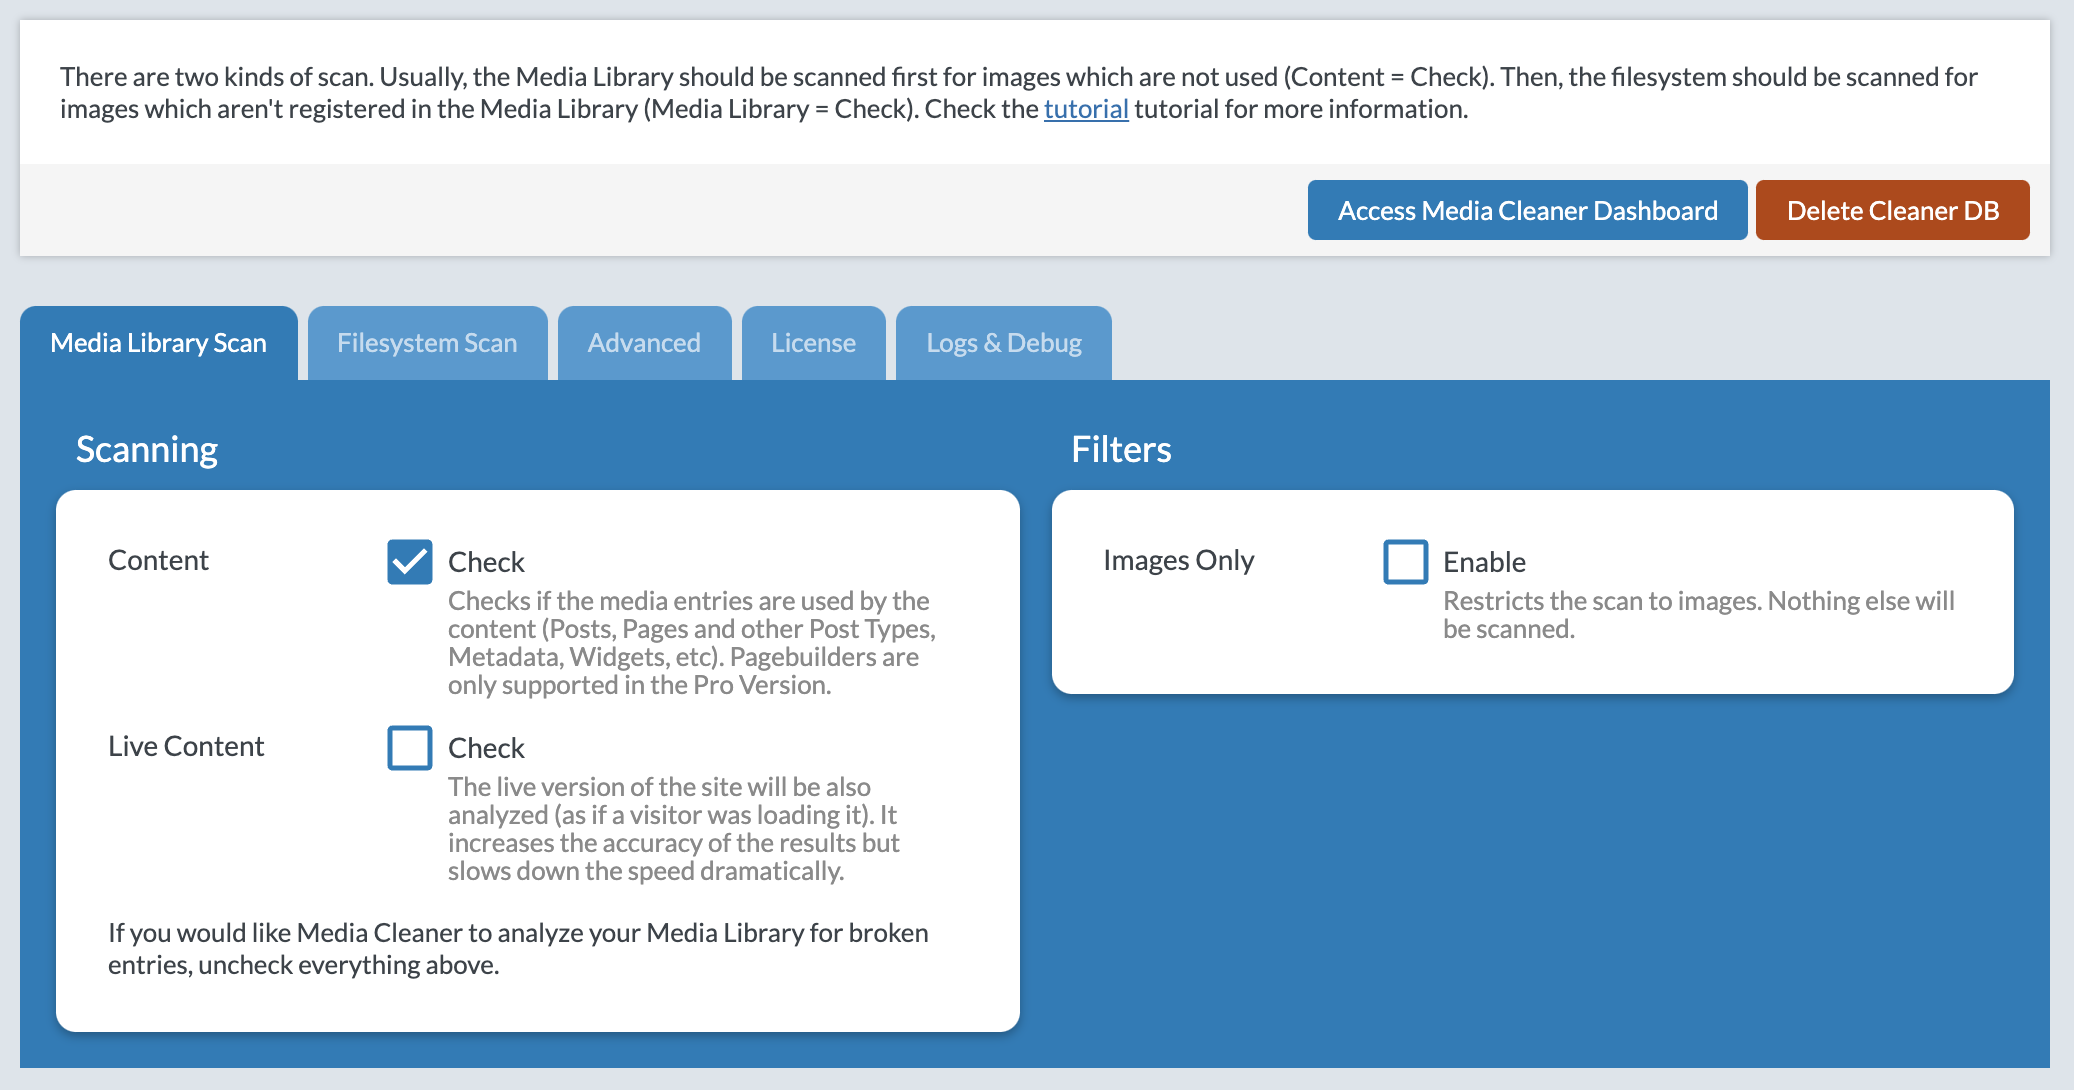 There are two kinds of scan. Usually, the Media Library should be scanned first for images which are not used (Content = Check). Then, the filesystem should be scanned for
images which aren't registered in the Media Library (Media Library = Check). Check the tutorial tutorial for more information.
Access Media Cleaner Dashboard
Delete Cleaner DB
Media Library Scan
Filesystem Scan
Advanced
License
Logs & Debug
Scanning
Content
Check
Checks if the media entries are used by the
content (Posts, Pages and other Post Types,
Metadata, Widgets, etc). Pagebuilders are
only supported in the Pro Version.
Live Content
Check
The live version of the site will be also
analyzed (as if a visitor was loading it). It
increases the accuracy of the results but
slows down the speed dramatically.
If you would like Media Cleaner to analyze your Media Library for broken
entries, uncheck everything above.
Filters
Images Only
Enable
Restricts the scan to images. Nothing else will
be scanned.